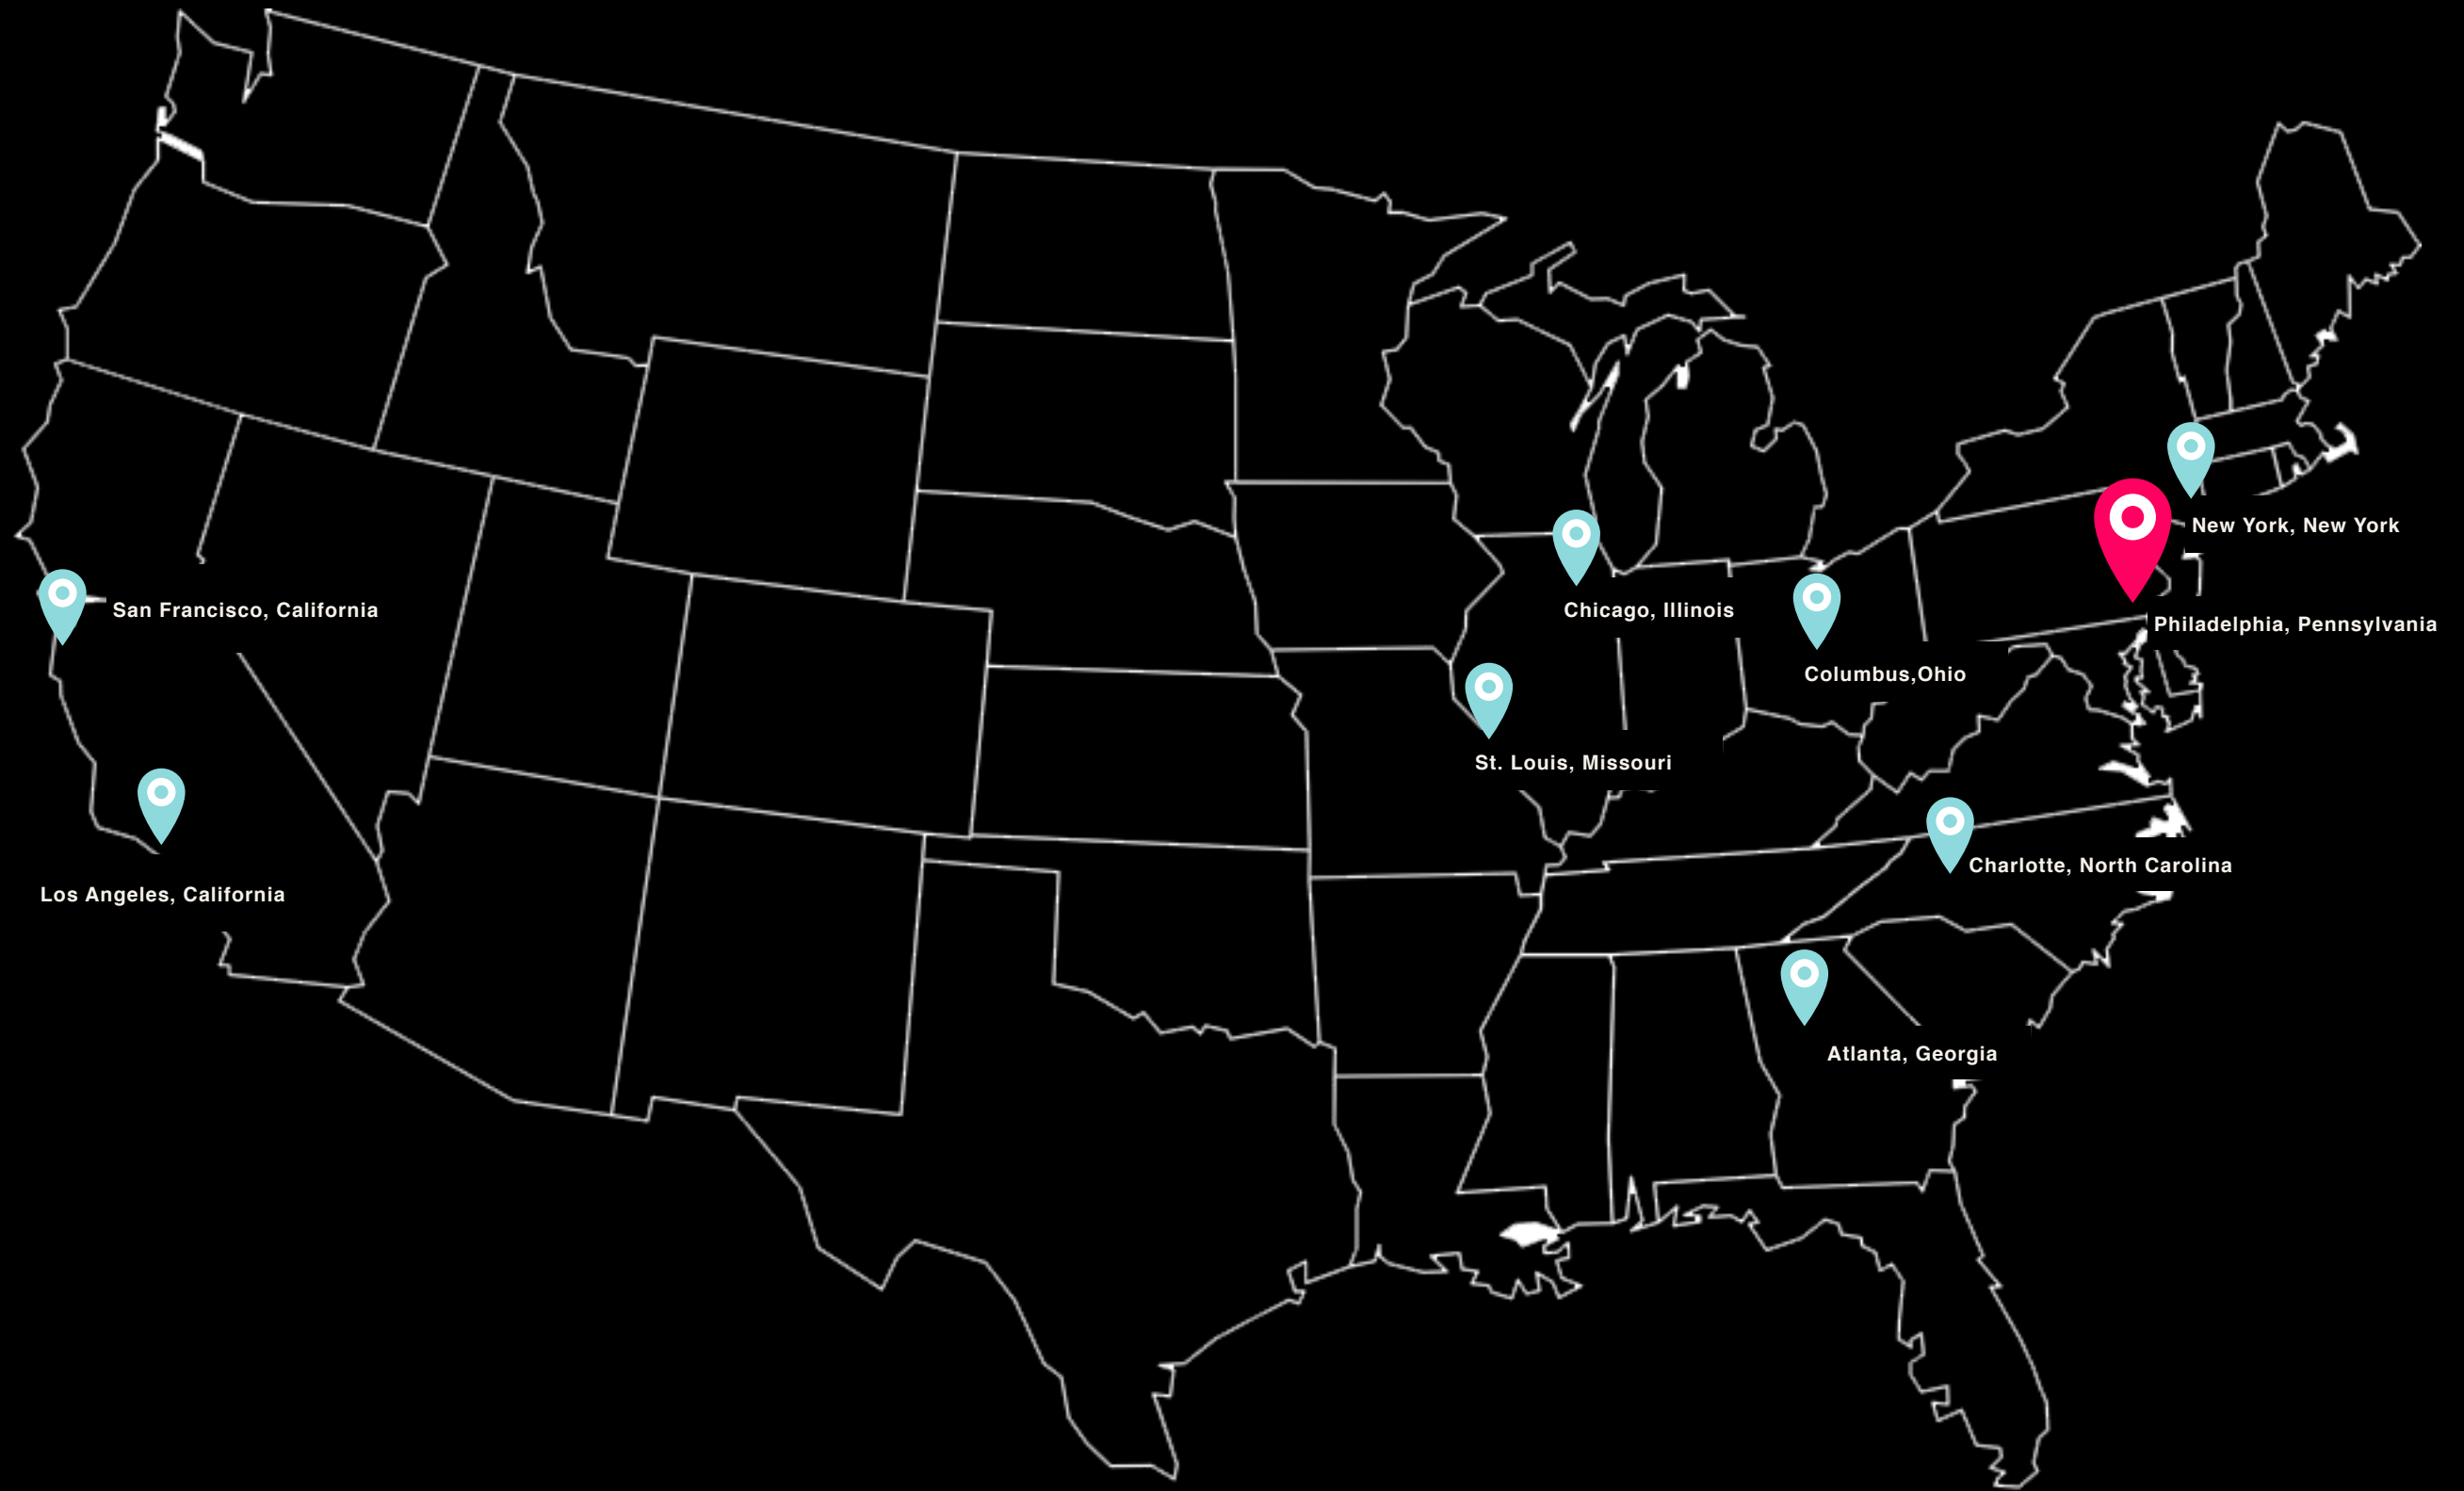 New York, New York
San Francisco, California
Chicago, Illinois
Philadelphia, Pennsylvania
Columbus,Ohio
St. Louis, Missouri
Charlotte, North Carolina
Los Angeles, California
Atlanta, Georgia